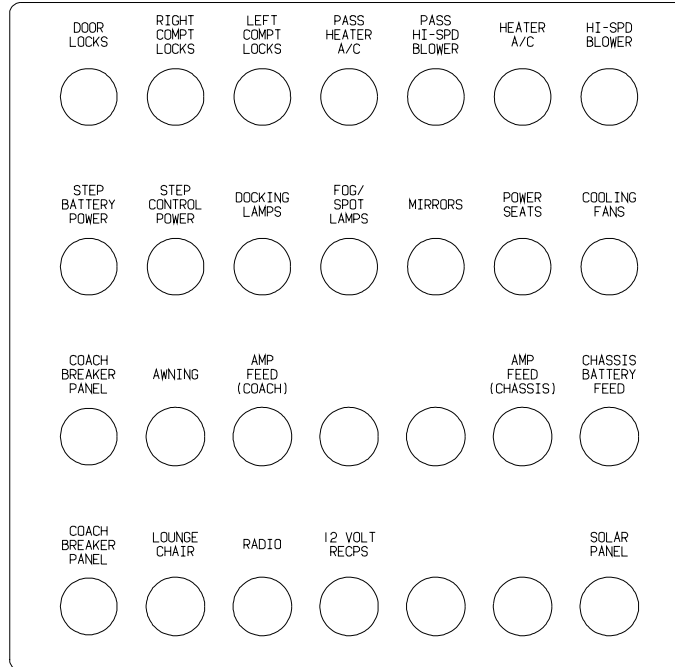 DOOR
LOCKS
RIGHT
COMPT
LOCKS
LEFT
COMPT
LOCKS
PASS
HEATER
A/C
PASS
HI-SPD
BLOWER
HEATER
A/C
HI-SPD
BLOWER
STEP
BATTERY
POWER
STEP
CONTROL
POWER
DOCKING
LAMPS
FOG/
SPOT
LAMPS
MIRRORS
POWER
SEATS
COOLING
FANS
COACH
BREAKER
PANEL
AWNING
AMP
FEED
(COACH)
AMP
FEED
(CHASSIS)
CHASSIS
BATTERY
FEED
COACH
BREAKER
PANEL
LOUNGE
CHAIR
RADIO
12 VOLT
RECPS
SOLAR
PANEL